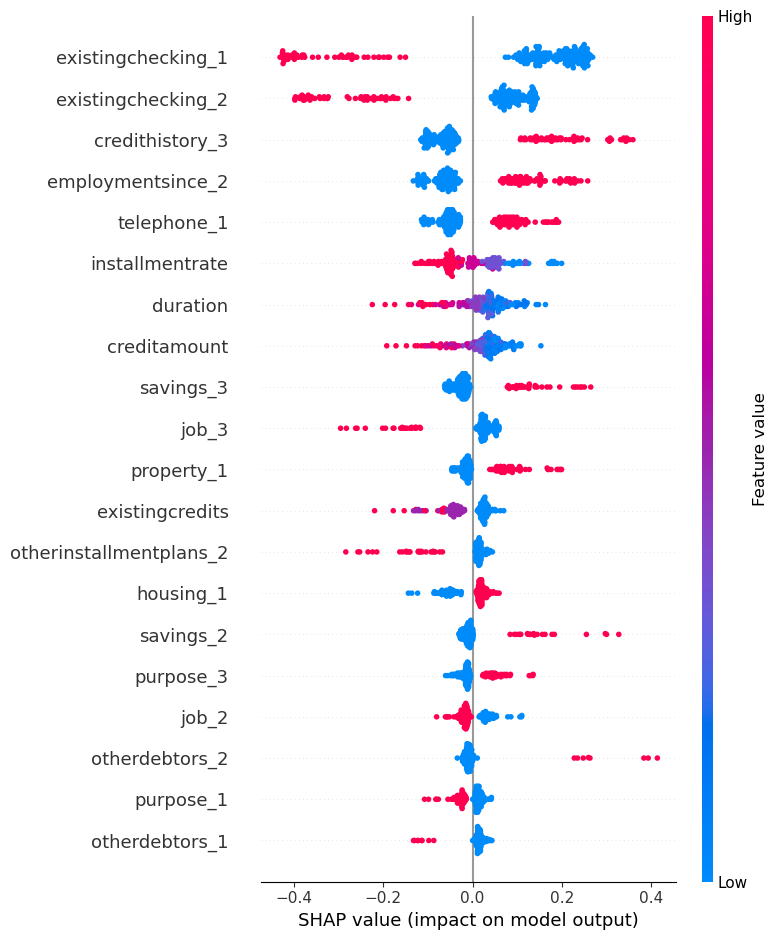 High
existingchecking_1
existingchecking_2
credithistory_3
employmentsince_2
telephone_1
installmentrate
duration
creditamount
savings_3
job_3
property_1
existingcredits
otherinstallmentplans_2
housing_1
savings_2
purpose_3
job_2
otherdebtors_2
purpose_1
otherdebtors_1
Feature value
Low
−0.4 −0.2 0.0 0.2 0.4
SHAP value (impact on model output)